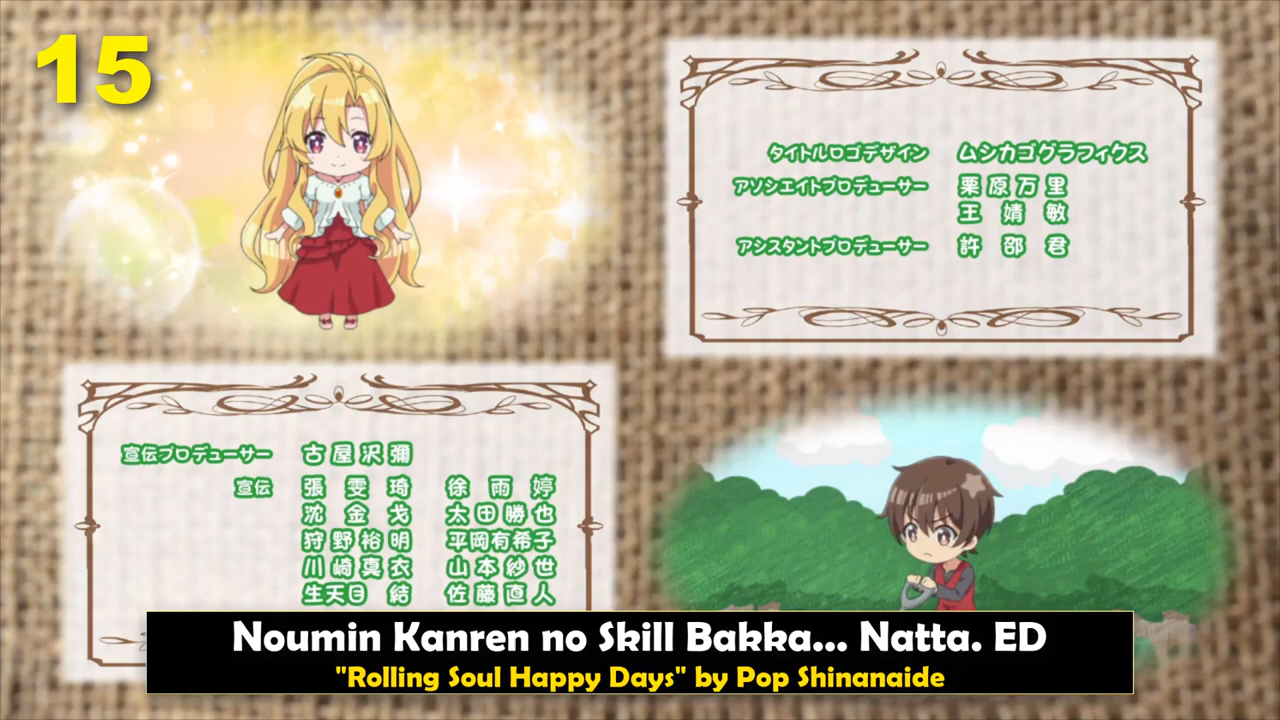 15
タイトルロゴデザイン ムシカゴグラフィクス
アソシエイトプロデューサー 栗原万里
王婧敏
アシスタントプロデューサー 許邵君
宣伝プロデューサー 古屋沢彌
宣伝 張雯琦 徐雨婷
沈金戈 太田勝也
狩野裕明 平岡有希子
川崎真衣 山本紗世
生天目結 佐藤直人
Noumin Kanren no Skill Bakka... Natta. ED
"Rolling Soul Happy Days" by Pop Shinanaide